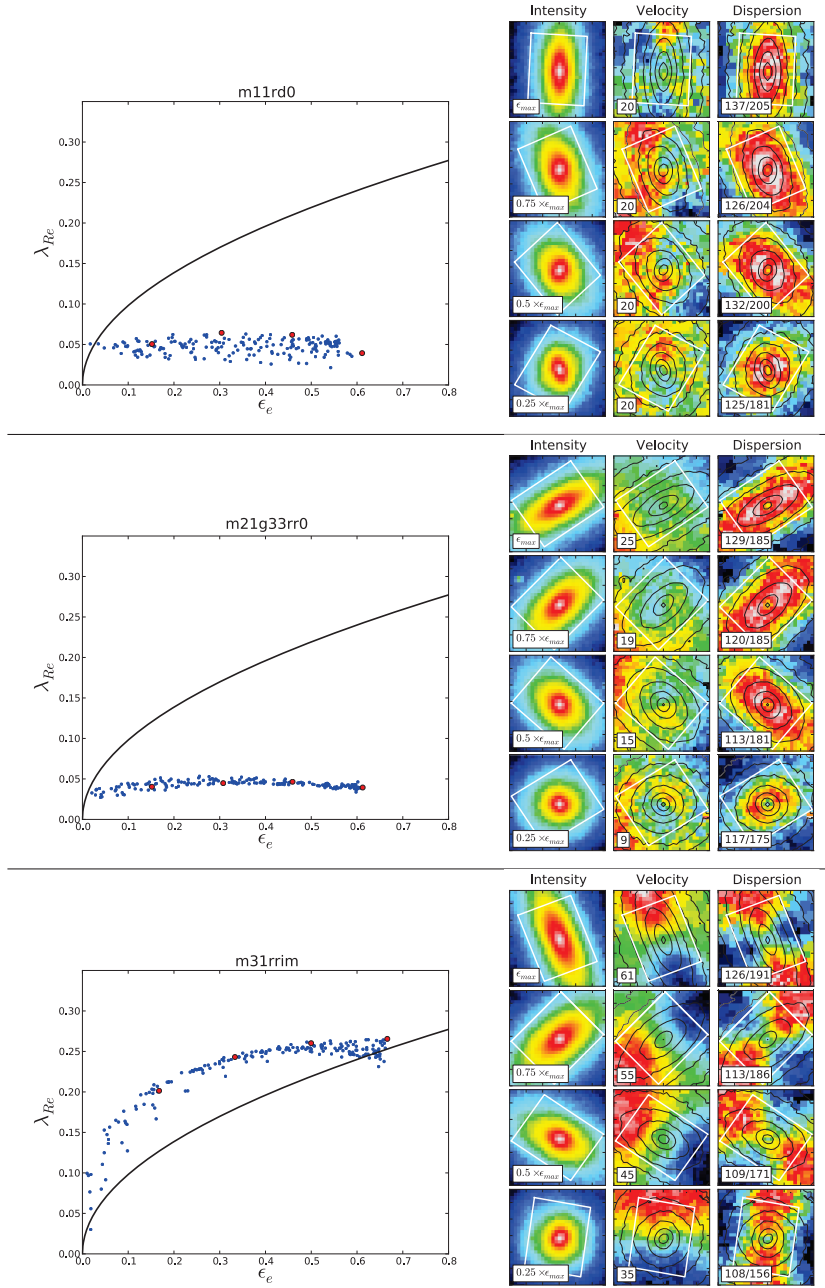 Intensity Velocity Dispersion
m11rd0
0.35
0.30
0.25
0.20
0.15
0.10
0.05
0.00
λRe
0.0 0.1 0.2 0.3 0.4 0.5 0.6 0.7 0.8
ϵe
ϵmax 20 137/205
0.75 ×ϵmax 20 126/204
0.5 ×ϵmax 20 132/200
0.25 ×ϵmax 20 125/181
Intensity Velocity Dispersion
m21g33rr0
0.30
0.25
0.20
0.15
0.10
0.05
0.00
λRe
0.0 0.1 0.2 0.3 0.4 0.5 0.6 0.7 0.8
ϵe
ϵmax 25 129/185
0.75 ×ϵmax 19 120/185
0.5 ×ϵmax 15 113/181
0.25 ×ϵmax 9 117/175
Intensity Velocity Dispersion
m31rrim
0.30
0.25
0.20
0.15
0.10
0.05
0.00
λRe
0.0 0.1 0.2 0.3 0.4 0.5 0.6 0.7 0.8
ϵe
ϵmax 61 126/191
0.75 ×ϵmax 55 113/186
0.5 ×ϵmax 45 109/171
0.25 ×ϵmax 35 108/156